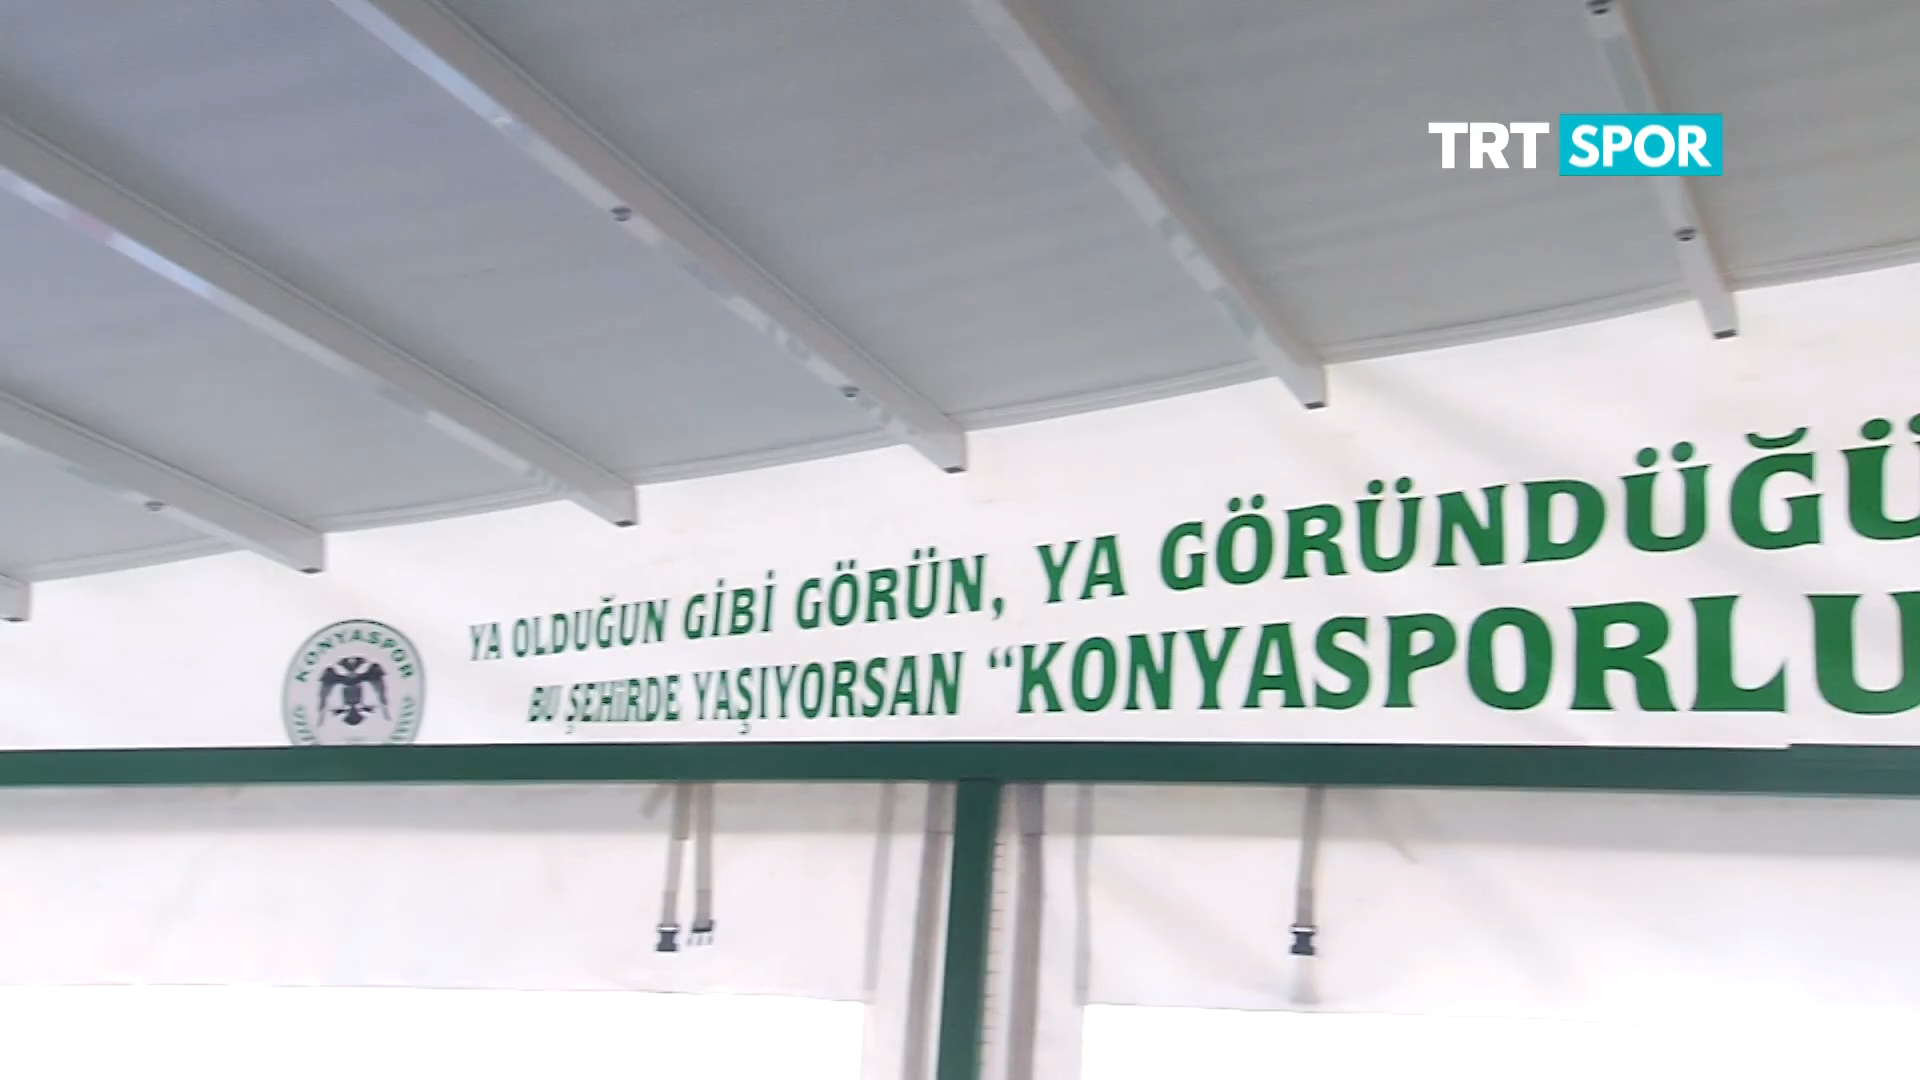 TRT SPOR
YA OLDUĞUN GİBİ GÖRÜN, YA GÖRÜNDÜĞÜ
BU ŞEHİRDE YAŞIYORSAN “KONYASPORLU
KONYASPOR